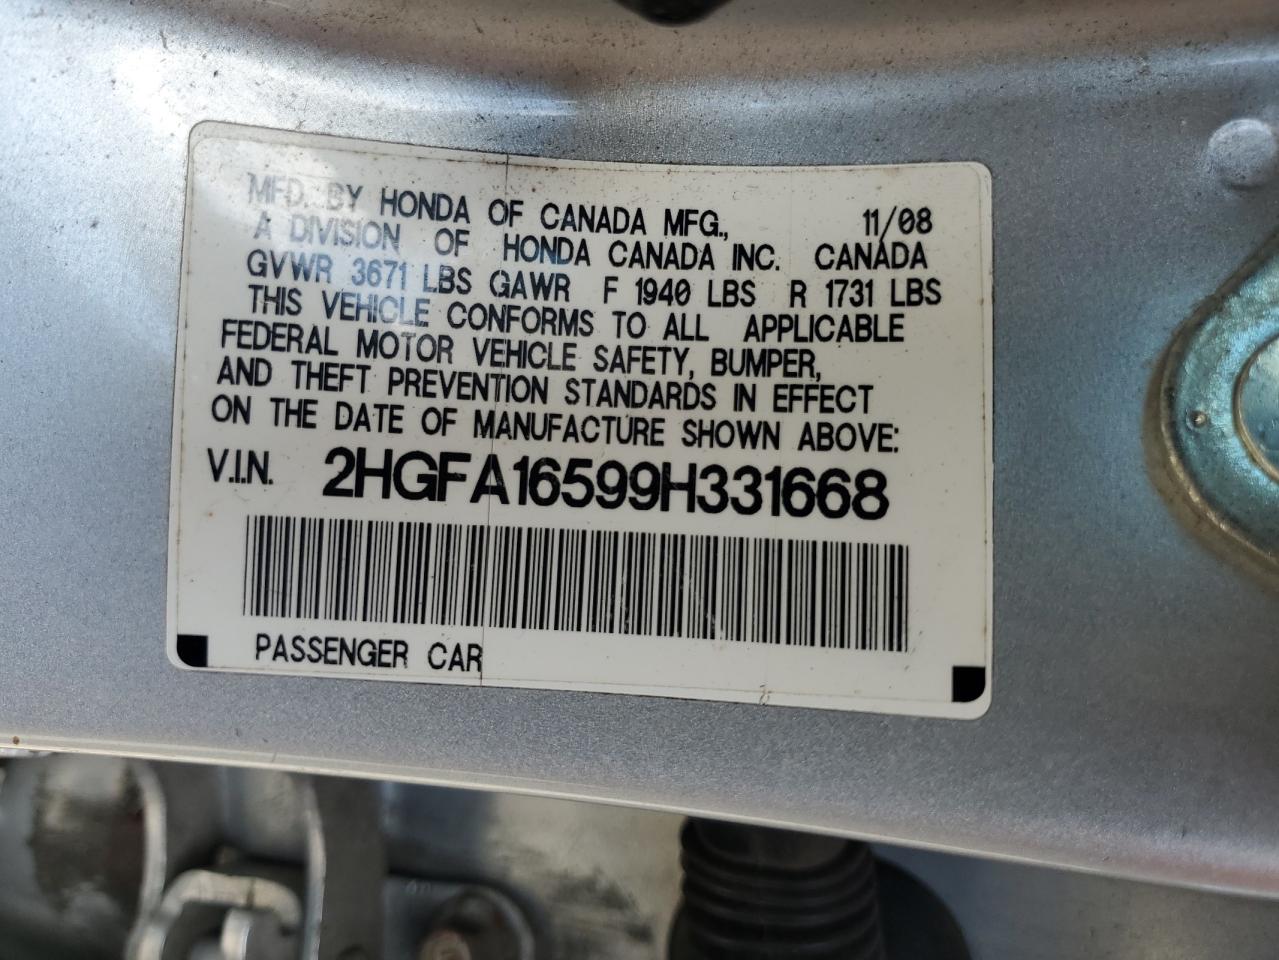 MFD. BY HONDA OF CANADA MFG., 11/08
A DIVISION OF HONDA CANADA INC. CANADA
GVWR 3671 LBS GAWR F 1940 LBS R 1731 LBS
THIS VEHICLE CONFORMS TO ALL APPLICABLE
FEDERAL MOTOR VEHICLE SAFETY, BUMPER,
AND THEFT PREVENTION STANDARDS IN EFFECT
ON THE DATE OF MANUFACTURE SHOWN ABOVE:
V.I.N. 2HGFA16599H331668
PASSENGER CAR